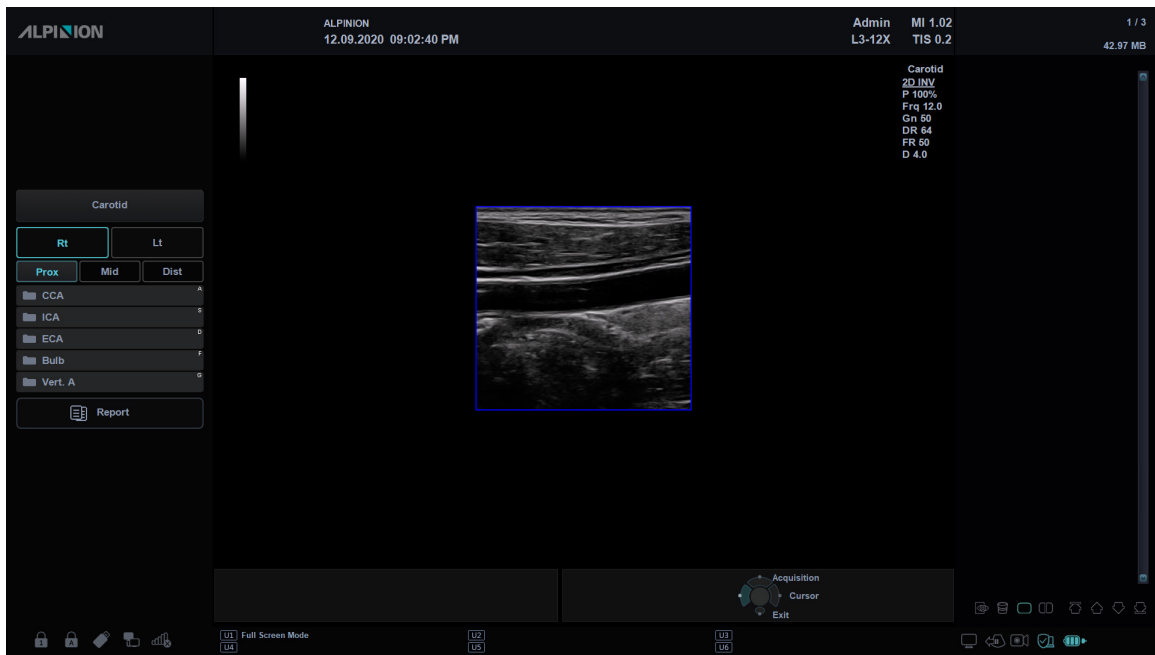 ALPINION
ALPINION
12.09.2020 09:02:40 PM
Admin MI 1.02
L3-12X TIS 0.2
1 / 3
42.97 MB
Carotid
2D INV
P 100%
Frq 12.0
Gn 50
DR 64
FR 50
D 4.0
Carotid
Rt Lt
Prox Mid Dist
CCA A
ICA S
ECA D
Bulb F
Vert. A G
Report
Acquisition
Cursor
Exit
1 A
U1 Full Screen Mode U2 U3
U4 U5 U6